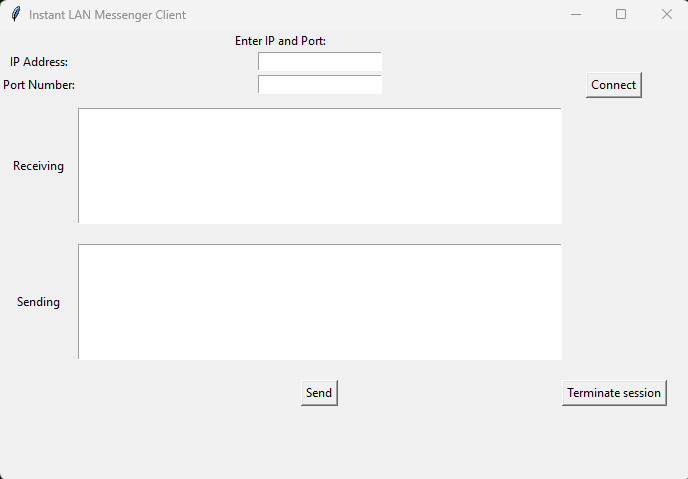 Instant LAN Messenger Client
Enter IP and Port:
IP Address:
Port Number:
Connect
Receiving
Sending
Send
Terminate session